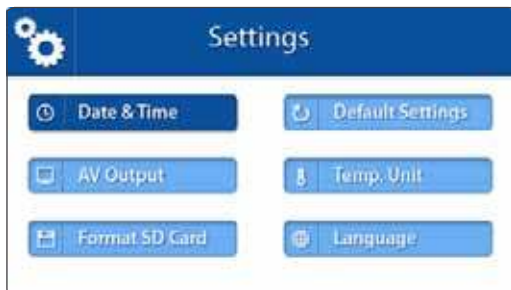 Settings
Date & Time
Default Settings
AV Output
Temp. Unit
Format SD Card
Language